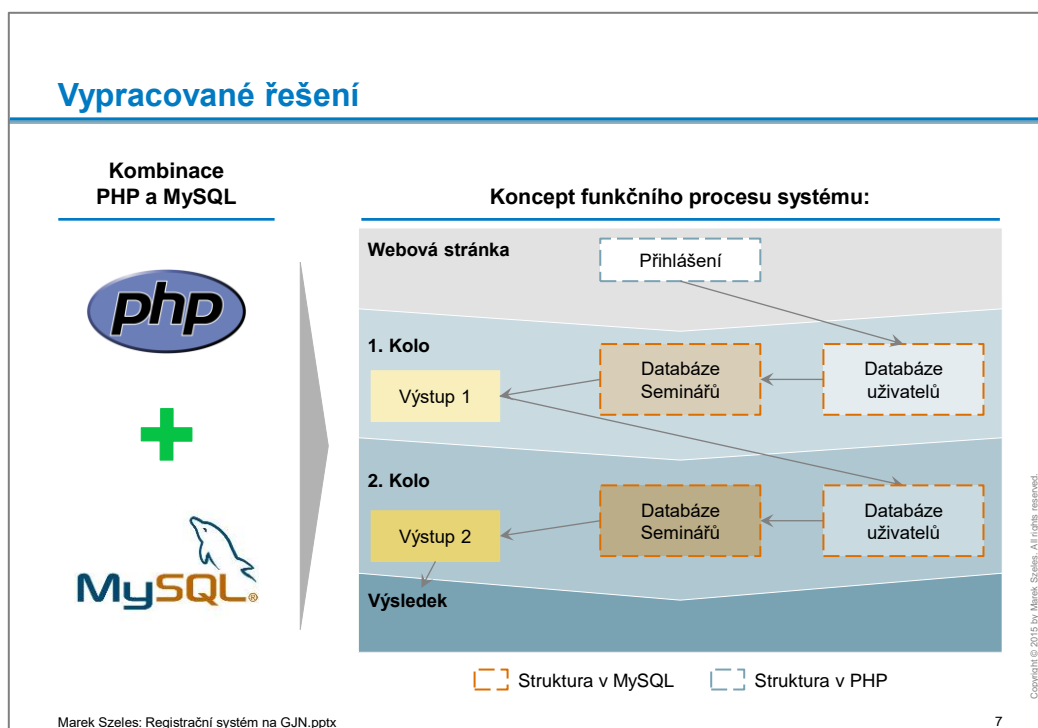 Vypracované řešení
Kombinace
PHP a MySQL
php
MySQL®
Koncept funkčního procesu systému:
Webová stránka
Přihlášení
1. Kolo
Výstup 1
Databáze
Seminářů
Databáze
uživatelů
2. Kolo
Výstup 2
Databáze
Seminářů
Databáze
uživatelů
Výsledek
Struktura v MySQL
Struktura v PHP
Copyright © 2015 by Marek Szeles. All rights reserved.
Marek Szeles: Registrační systém na GJN.pptx
7